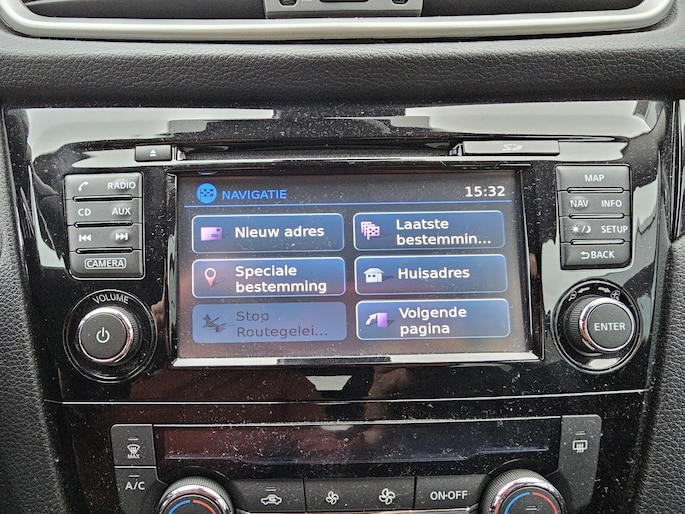 SD
RADIO
CD AUX
CAMERA
VOLUME
NAVIGATIE 15:32
Nieuw adres
Laatste
bestemmin...
Speciale
bestemming
Huisadres
Stop
Routegelei...
Volgende
pagina
MAP
NAV INFO
SETUP
BACK
ENTER
MAX
A/C
ON·OFF